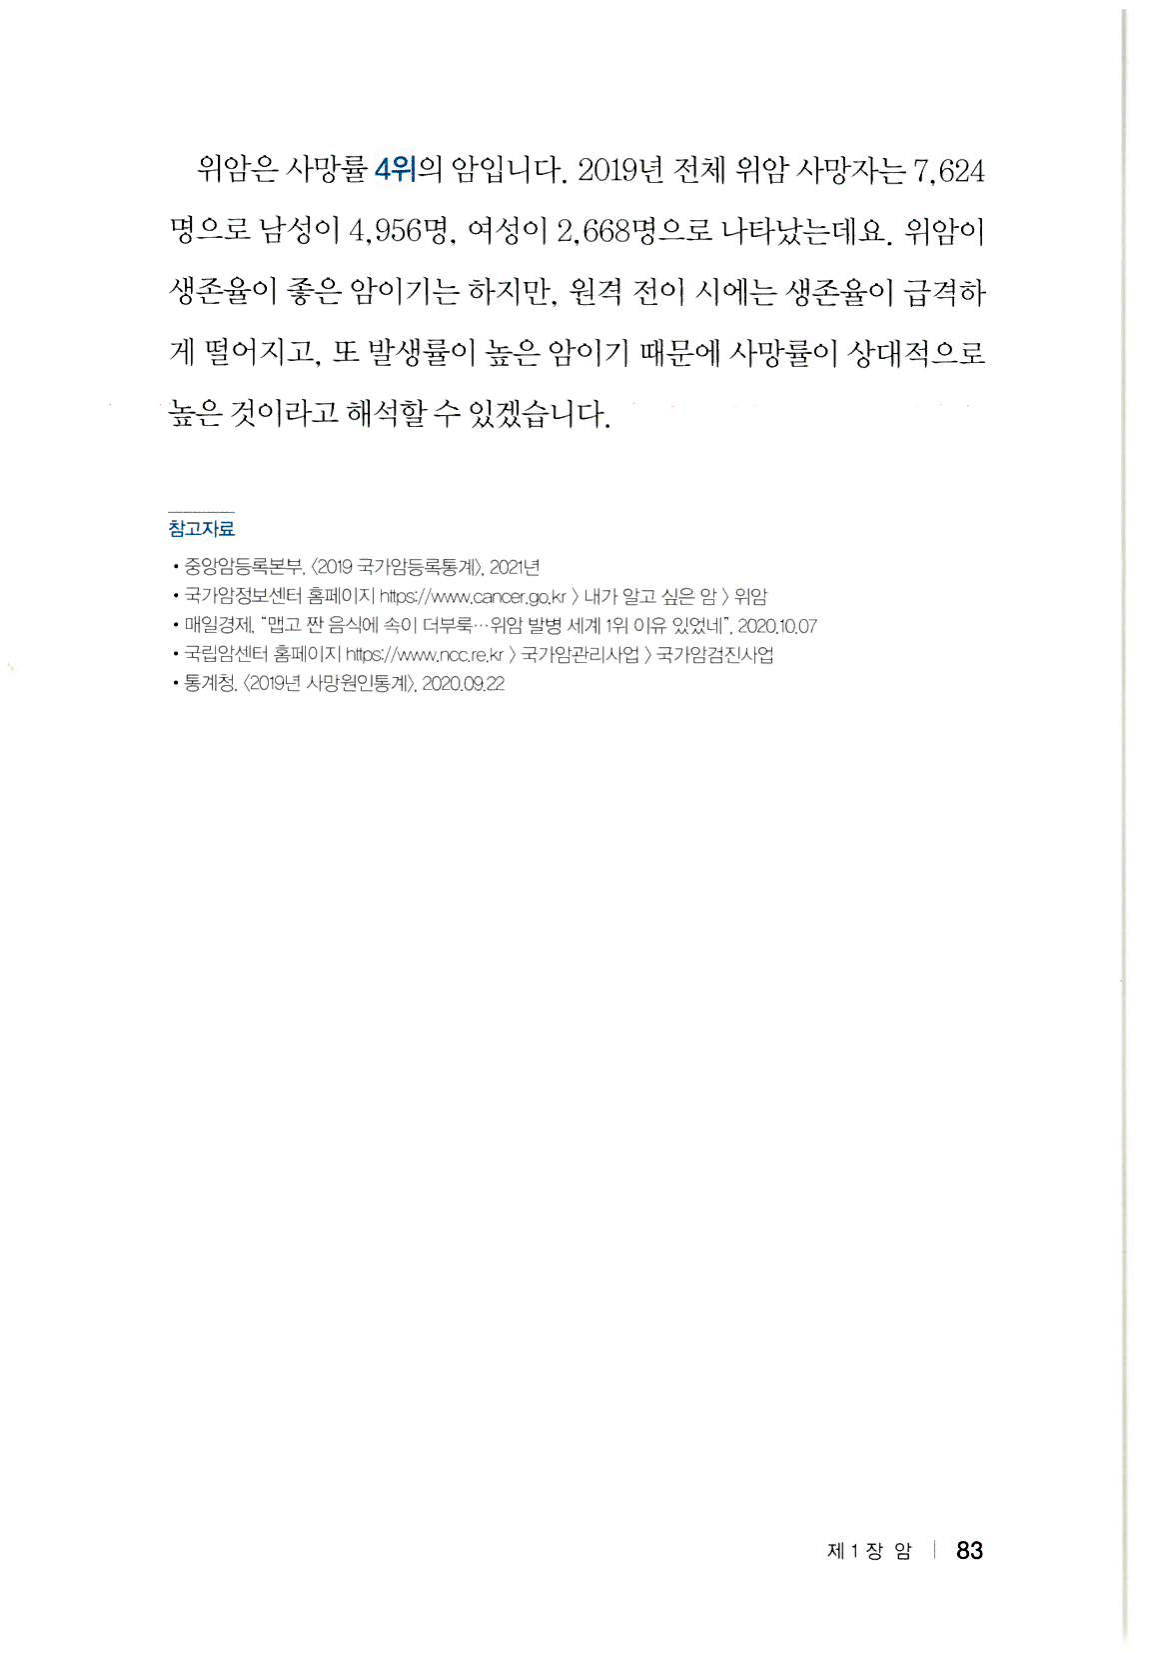 위암은 사망률 4위의 암입니다. 2019년 전체 위암 사망자는 7,624
명으로 남성이 4,956명, 여성이 2,668명으로 나타났는데요. 위암이
생존율이 좋은 암이기는 하지만, 원격 전이 시에는 생존율이 급격하
게 떨어지고, 또 발생률이 높은 암이기 때문에 사망률이 상대적으로
높은 것이라고 해석할 수 있겠습니다.
참고자료
• 중앙암등록본부, 〈2019 국가암등록통계〉, 2021년
• 국가암정보센터 홈페이지 https://www.cancer.go.kr 〉 내가 알고 싶은 암 〉 위암
• 매일경제, “맵고 짠 음식에 속이 더부룩…위암 발병 세계 1위 이유 있었네”, 2020.10.07
• 국립암센터 홈페이지 https://www.ncc.re.kr 〉 국가암관리사업 〉 국가암검진사업
• 통계청, 〈2019년 사망원인통계〉, 2020.09.22
제1장 암 | 83